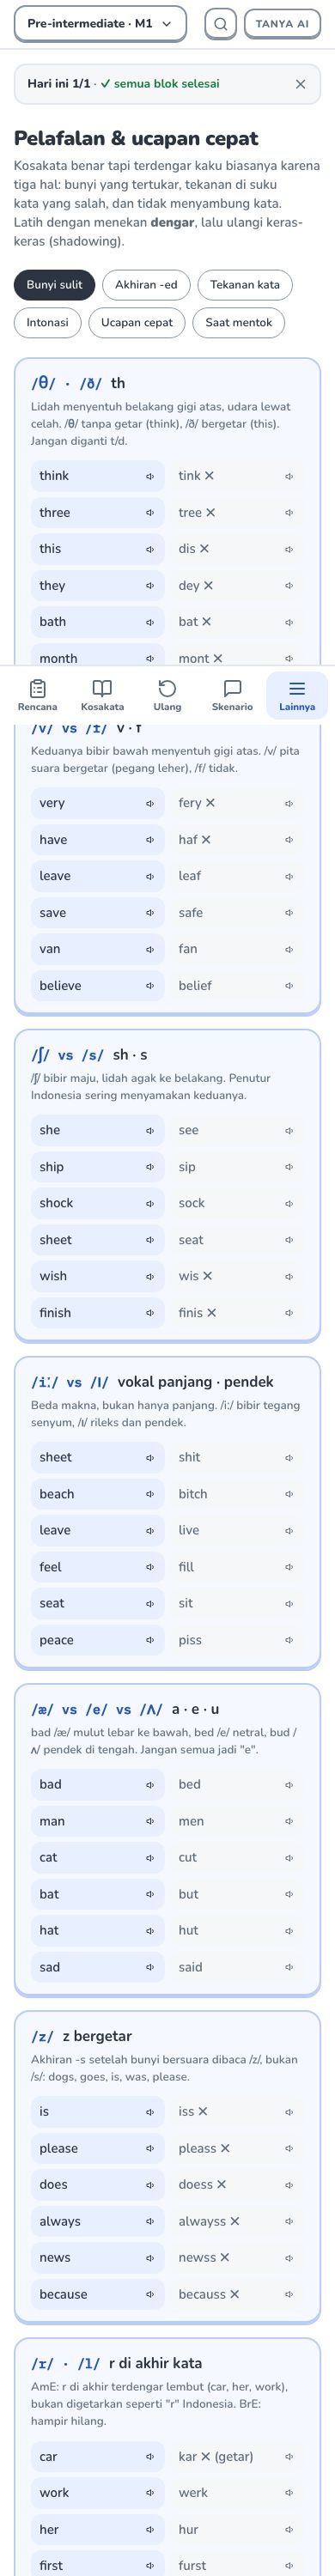 Pre-intermediate · M1
TANYA AI
Hari ini 1/1 · ✓ semua blok selesai
Pelafalan & ucapan cepat
Kosakata benar tapi terdengar kaku biasanya karena
tiga hal: bunyi yang tertukar, tekanan di suku
kata yang salah, dan tidak menyambung kata.
Latih dengan menekan dengar, lalu ulangi keras-
keras (shadowing).
Bunyi sulit
Akhiran -ed
Tekanan kata
Intonasi
Ucapan cepat
Saat mentok
/θ/ · /ð/ th
Lidah menyentuh belakang gigi atas, udara lewat
celah. /θ/ tanpa getar (think), /ð/ bergetar (this).
Jangan diganti t/d.
think tink ✕
three tree ✕
this dis ✕
they dey ✕
bath bat ✕
month mont ✕
Rencana
Kosakata
Ulang
Skenario
Lainnya
Keduanya bibir bawah menyentuh gigi atas. /v/ pita
suara bergetar (pegang leher), /f/ tidak.
very fery ✕
have haf ✕
leave leaf
save safe
van fan
believe belief
/ʃ/ vs /s/ sh · s
/ʃ/ bibir maju, lidah agak ke belakang. Penutur
Indonesia sering menyamakan keduanya.
she see
ship sip
shock sock
sheet seat
wish wis ✕
finish finis ✕
/iː/ vs /ɪ/ vokal panjang · pendek
Beda makna, bukan hanya panjang. /iː/ bibir tegang
senyum, /ɪ/ rileks dan pendek.
sheet shit
beach bitch
leave live
feel fill
seat sit
peace piss
/æ/ vs /e/ vs /ʌ/ a · e · u
bad /æ/ mulut lebar ke bawah, bed /e/ netral, bud /
ʌ/ pendek di tengah. Jangan semua jadi "e".
bad bed
man men
cat cut
bat but
hat hut
sad said
/z/ z bergetar
Akhiran -s setelah bunyi bersuara dibaca /z/, bukan
/s/: dogs, goes, is, was, please.
is iss ✕
please pleass ✕
does doess ✕
always alwayss ✕
news newss ✕
because becauss ✕
/r/ · /l/ r di akhir kata
AmE: r di akhir terdengar lembut (car, her, work),
bukan digetarkan seperti "r" Indonesia. BrE:
hampir hilang.
car kar ✕ (getar)
work werk
her hur
first furst